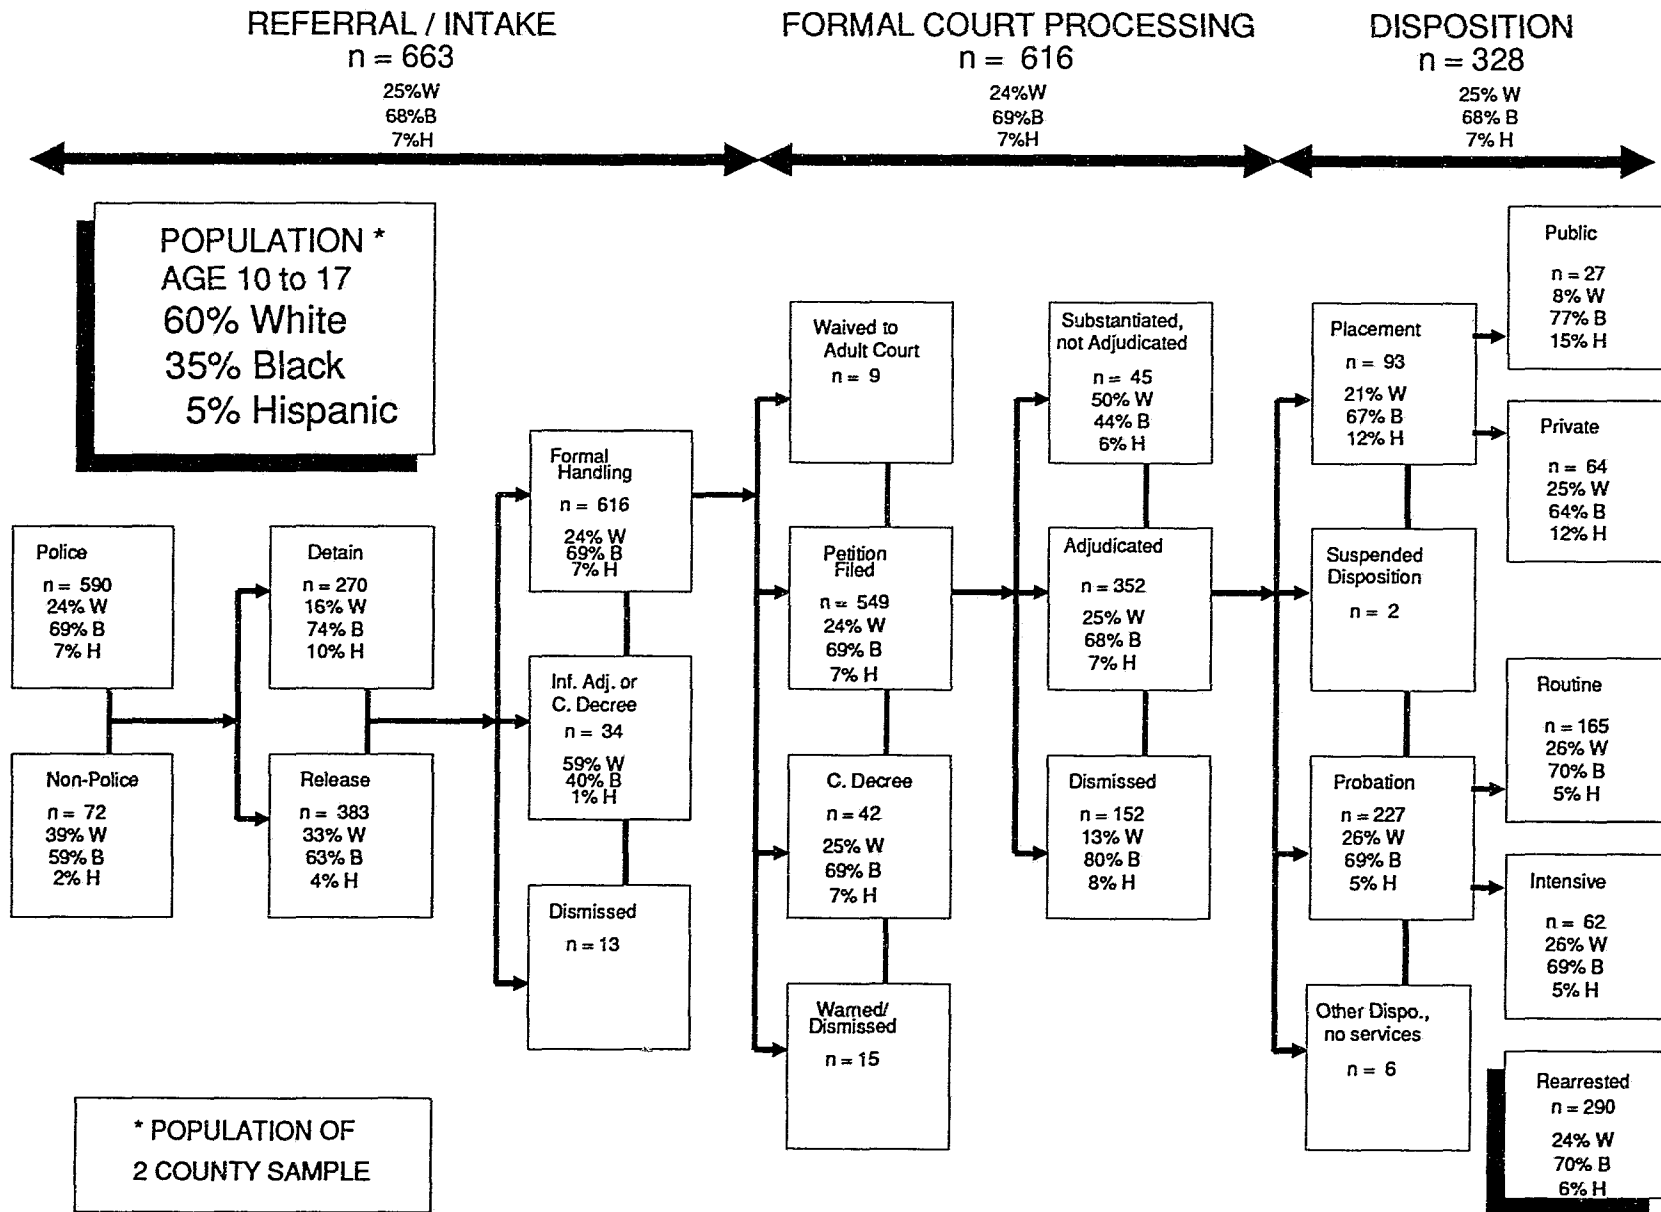 REFERRAL / INTAKE
n = 663
25%W
68%B
7%H
FORMAL COURT PROCESSING
n = 616
24%W
69%B
7%H
DISPOSITION
n = 328
25% W
68% B
7% H
POPULATION *
AGE 10 to 17
60% White
35% Black
5% Hispanic
Police
n = 590
24% W
69% B
7% H
Non-Police
n = 72
39% W
59% B
2% H
Detain
n = 270
16% W
74% B
10% H
Release
n = 383
33% W
63% B
4% H
Formal
Handling
n = 616
24% W
69% B
7% H
Inf. Adj. or
C. Decree
n = 34
59% W
40% B
1% H
Dismissed
n = 13
Waived to
Adult Court
n = 9
Petition
Filed
n = 549
24% W
69% B
7% H
C. Decree
n = 42
25% W
69% B
7% H
Warned/
Dismissed
n = 15
Substantiated,
not Adjudicated
n = 45
50% W
44% B
6% H
Adjudicated
n = 352
25% W
68% B
7% H
Dismissed
n = 152
13% W
80% B
8% H
Placement
n = 93
21% W
67% B
12% H
Suspended
Disposition
n = 2
Probation
n = 227
26% W
69% B
5% H
Other Dispo.,
no services
n = 6
Public
n = 27
8% W
77% B
15% H
Private
n = 64
25% W
64% B
12% H
Routine
n = 165
26% W
70% B
5% H
Intensive
n = 62
26% W
69% B
5% H
Rearrested
n = 290
24% W
70% B
6% H
* POPULATION OF
2 COUNTY SAMPLE